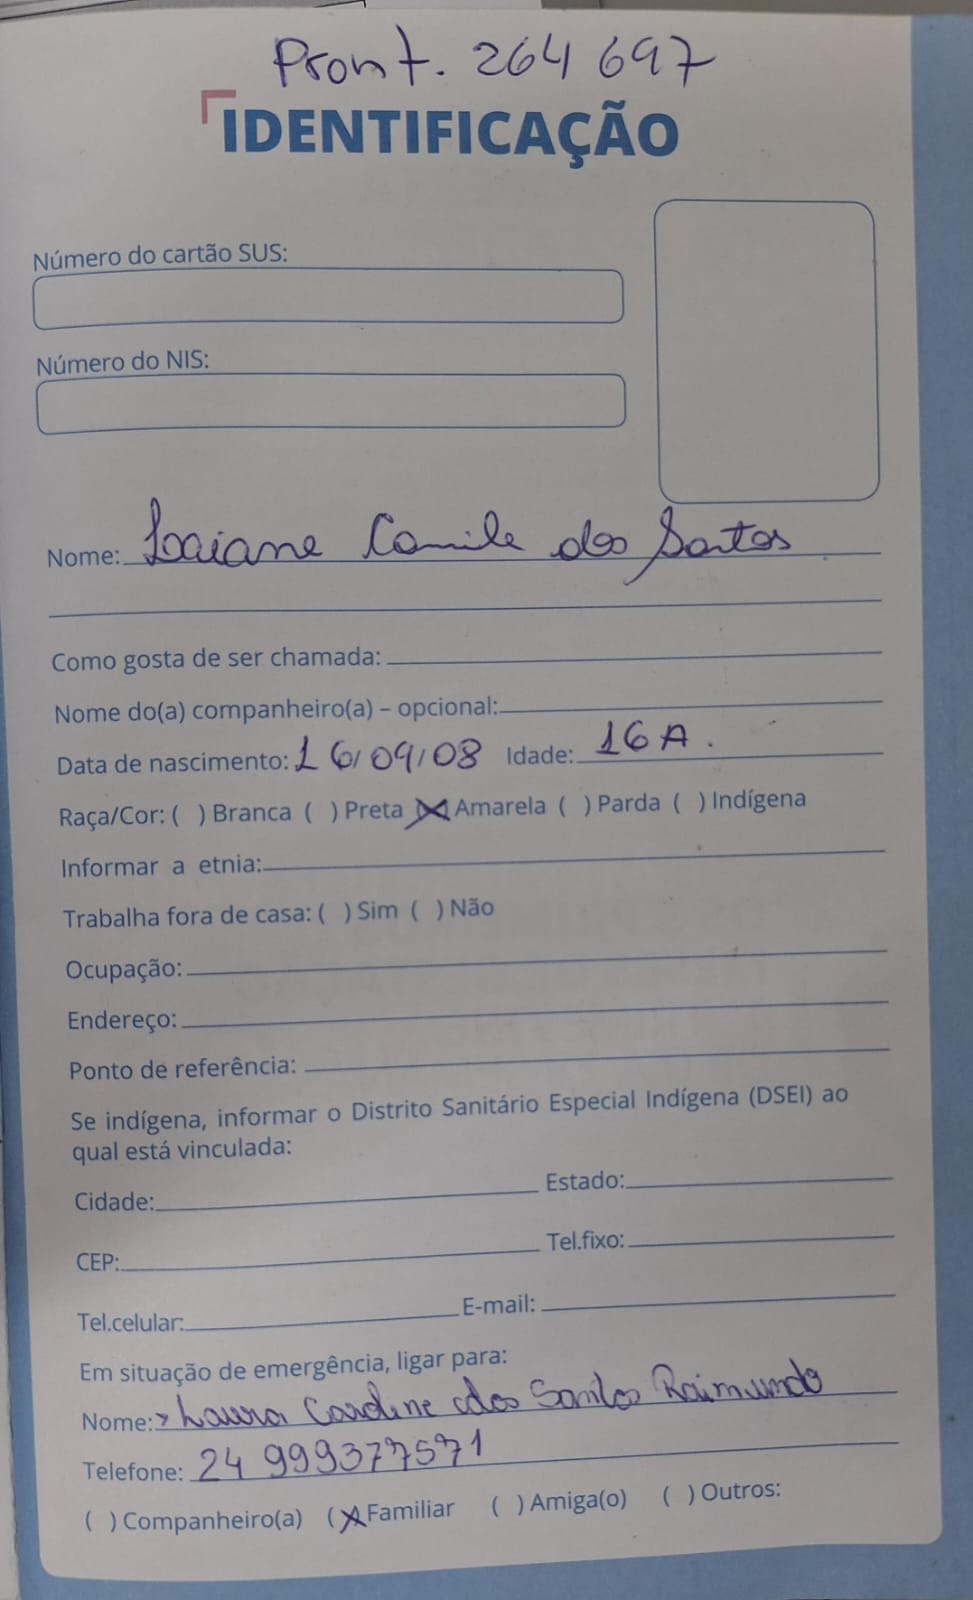 Pront. 264 697
IDENTIFICAÇÃO
Número do cartão SUS:
Número do NIS:
Nome: Loaiane Camile dos Santos
Como gosta de ser chamada:
Nome do(a) companheiro(a) – opcional:
Data de nascimento: 16/09/08 Idade: 16 A.
Raça/Cor: ( ) Branca ( ) Preta (X) Amarela ( ) Parda ( ) Indígena
Informar a etnia:
Trabalha fora de casa: ( ) Sim ( ) Não
Ocupação:
Endereço:
Ponto de referência:
Se indígena, informar o Distrito Sanitário Especial Indígena (DSEI) ao
qual está vinculada:
Cidade: Estado:
CEP: Tel.fixo:
Tel.celular: E-mail:
Em situação de emergência, ligar para:
Nome: Laura Caroline dos Santos Raimundo
Telefone: 24 999377571
( ) Companheiro(a) (X) Familiar ( ) Amiga(o) ( ) Outros: